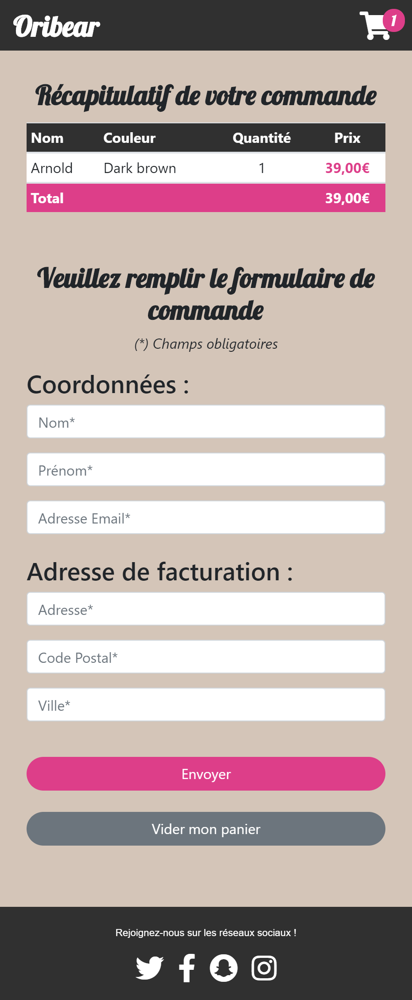 Oribear
1
Récapitulatif de votre commande
Nom Couleur Quantité Prix
Arnold Dark brown 1 39,00€
Total 39,00€
Veuillez remplir le formulaire de
commande
(*) Champs obligatoires
Coordonnées :
Nom*
Prénom*
Adresse Email*
Adresse de facturation :
Adresse*
Code Postal*
Ville*
Envoyer
Vider mon panier
Rejoignez-nous sur les réseaux sociaux !